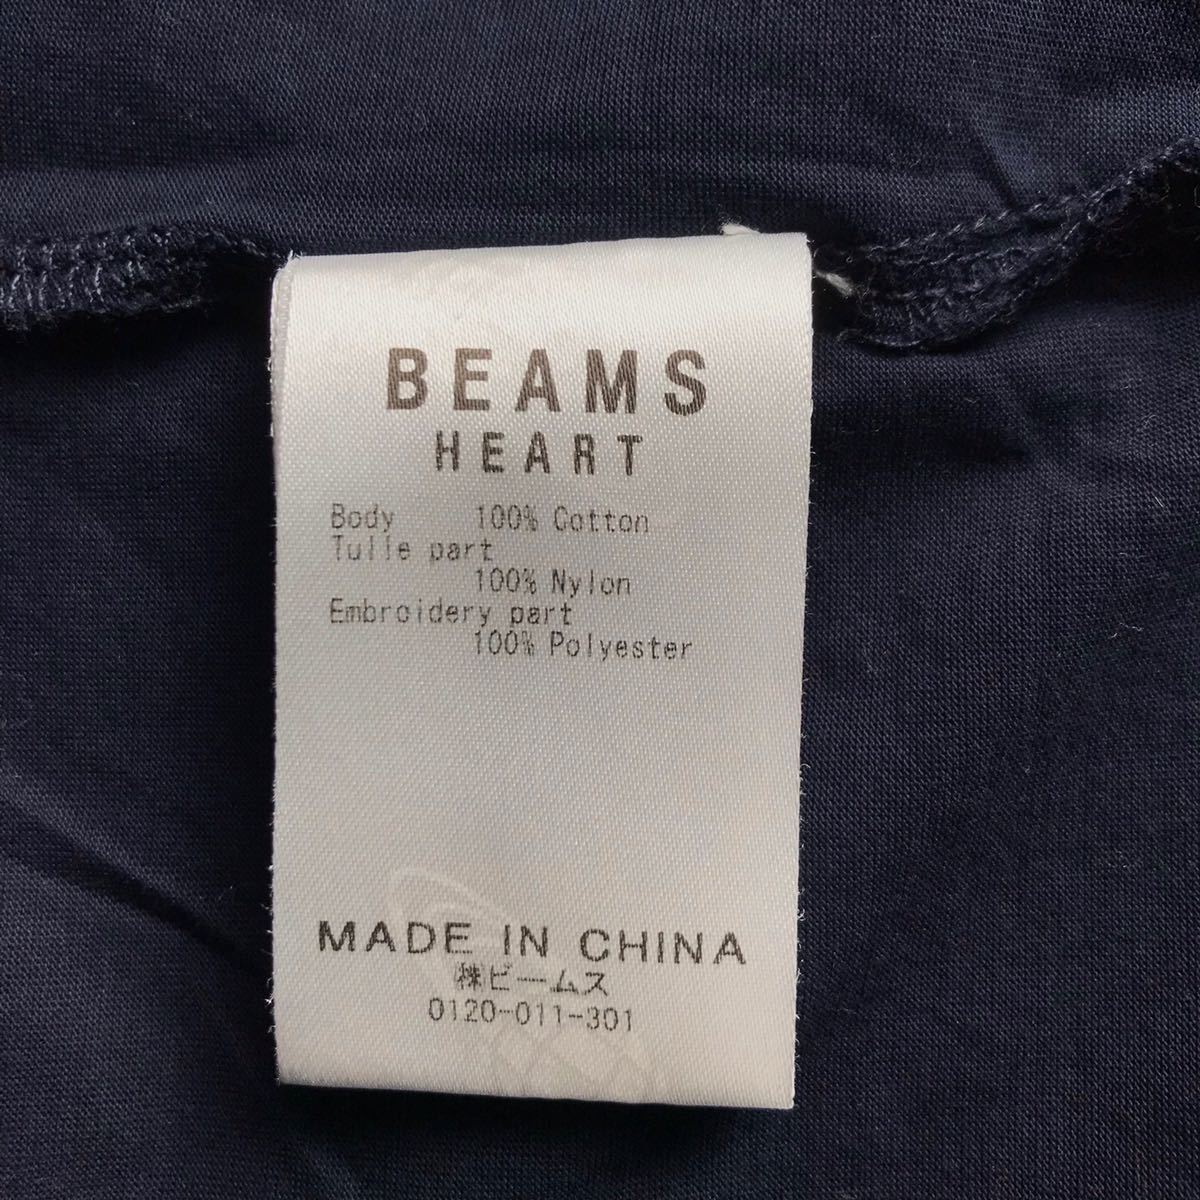 BEAMS
HEART
Body 100% Cotton
Tulle part
100% Nylon
Embroidery part
100% Polyester
MADE IN CHINA
㈱ビームス
0120-011-301